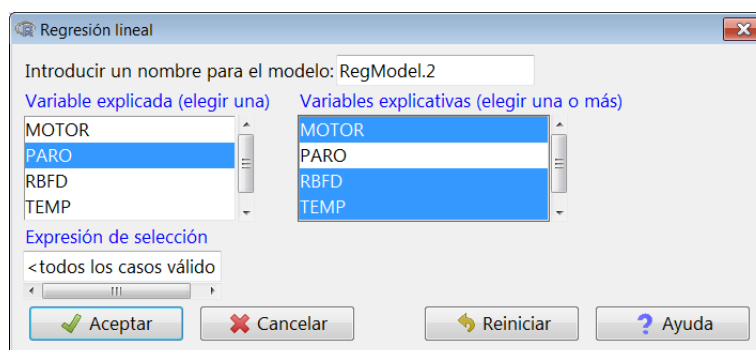 Regresión lineal
Introducir un nombre para el modelo: RegModel.2
Variable explicada (elegir una) Variables explicativas (elegir una o más)
MOTOR MOTOR
PARO PARO
RBFD RBFD
TEMP TEMP
Expresión de selección
<todos los casos válido
Aceptar Cancelar Reiniciar Ayuda